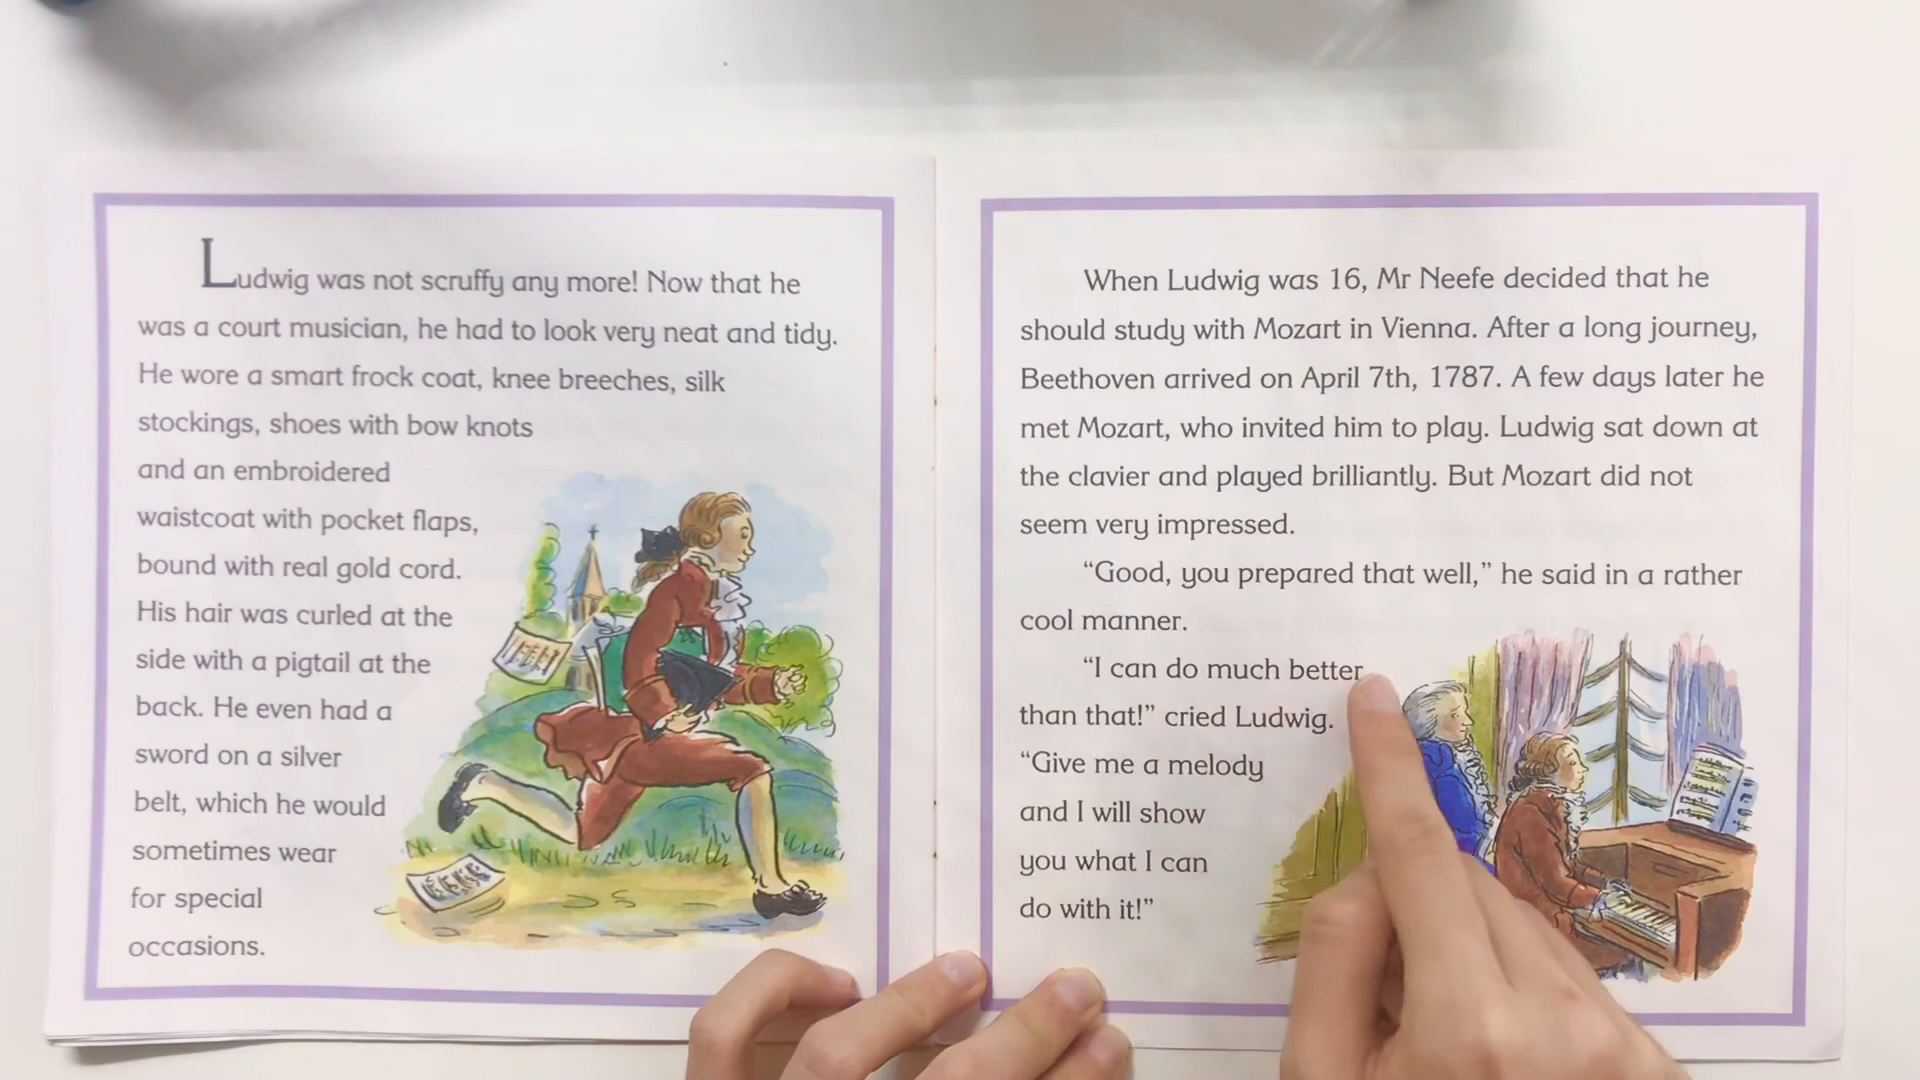 Ludwig was not scruffy any more! Now that he
was a court musician, he had to look very neat and tidy.
He wore a smart frock coat, knee breeches, silk
stockings, shoes with bow knots
and an embroidered
waistcoat with pocket flaps,
bound with real gold cord.
His hair was curled at the
side with a pigtail at the
back. He even had a
sword on a silver
belt, which he would
sometimes wear
for special
occasions.
When Ludwig was 16, Mr Neefe decided that he
should study with Mozart in Vienna. After a long journey,
Beethoven arrived on April 7th, 1787. A few days later he
met Mozart, who invited him to play. Ludwig sat down at
the clavier and played brilliantly. But Mozart did not
seem very impressed.
“Good, you prepared that well,” he said in a rather
cool manner.
“I can do much better
than that!” cried Ludwig.
“Give me a melody
and I will show
you what I can
do with it!”